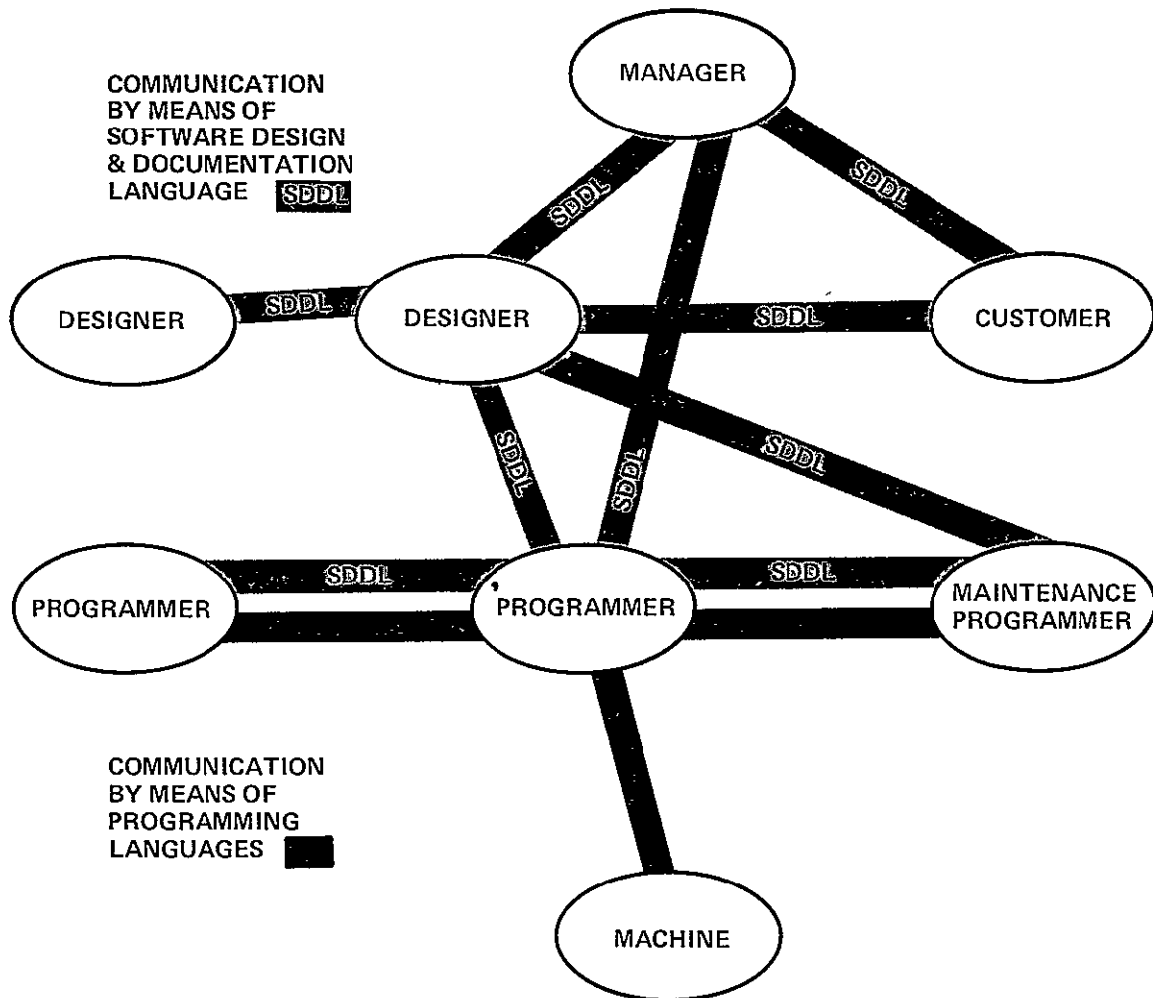 COMMUNICATION
BY MEANS OF
SOFTWARE DESIGN
& DOCUMENTATION
LANGUAGE SDDL
MANAGER
SDDL
SDDL
DESIGNER
SDDL
DESIGNER
SDDL
CUSTOMER
SDDL
SDDL
SDDL
PROGRAMMER
SDDL
PROGRAMMER
SDDL
MAINTENANCE
PROGRAMMER
COMMUNICATION
BY MEANS OF
PROGRAMMING
LANGUAGES
MACHINE